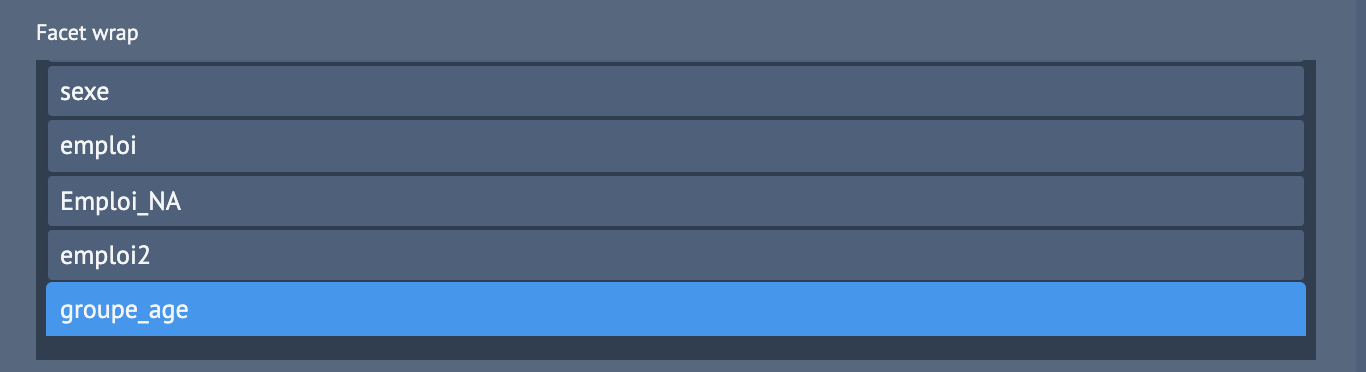 Facet wrap
sexe
emploi
Emploi_NA
emploi2
groupe_age